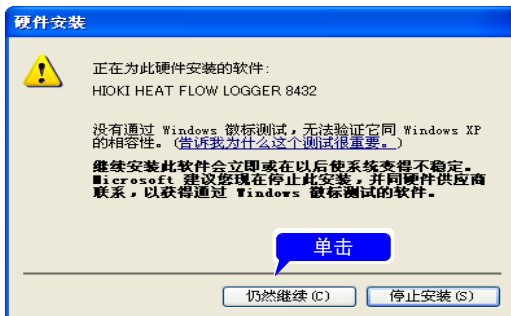 硬件安装
正在为此硬件安装的软件:
HIOKI HEAT FLOW LOGGER 8432
没有通过 Windows 徽标测试，无法验证它同 Windows XP
的相容性。(告诉我为什么这个测试很重要。)
继续安装此软件会立即或在以后使系统变得不稳定。
Microsoft 建议您现在停止此安装，并同硬件供应商
联系，以获得通过 Windows 徽标测试的软件。
单击
仍然继续(C) 停止安装(S)